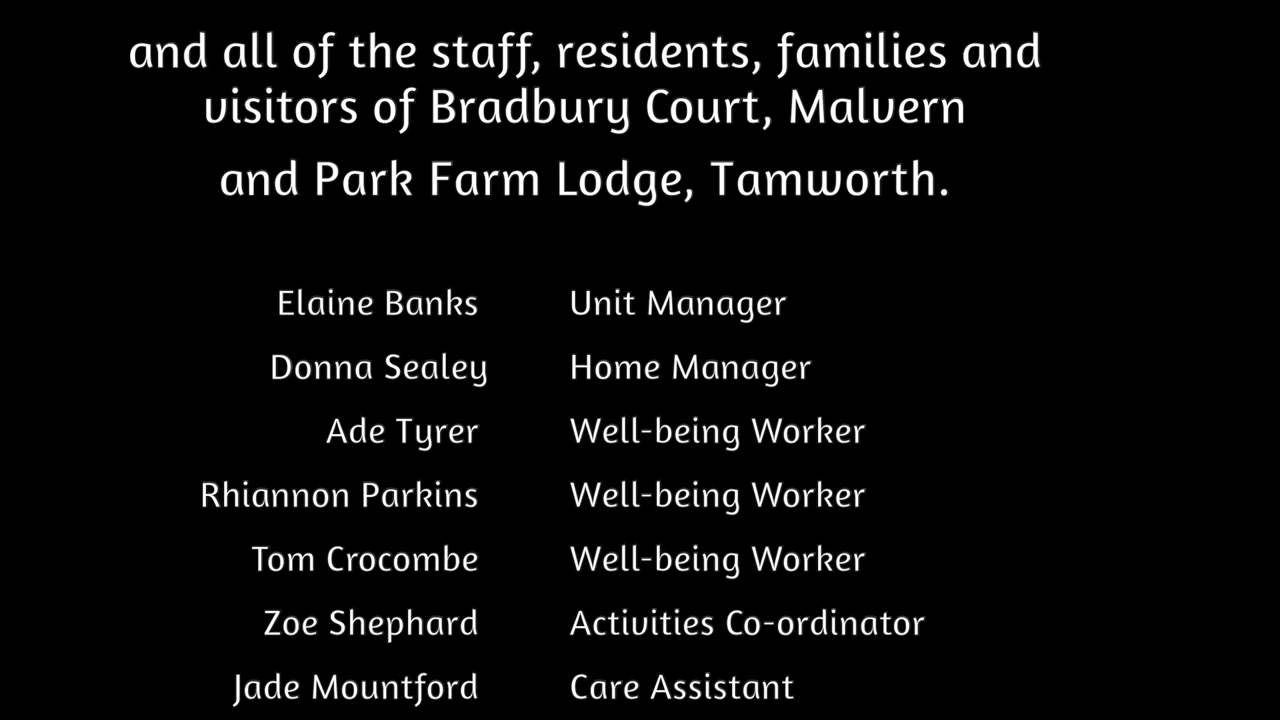 and all of the staff, residents, families and
visitors of Bradbury Court, Malvern
and Park Farm Lodge, Tamworth.
Elaine Banks Unit Manager
Donna Sealey Home Manager
Ade Tyrer Well-being Worker
Rhiannon Parkins Well-being Worker
Tom Crocombe Well-being Worker
Zoe Shephard Activities Co-ordinator
Jade Mountford Care Assistant